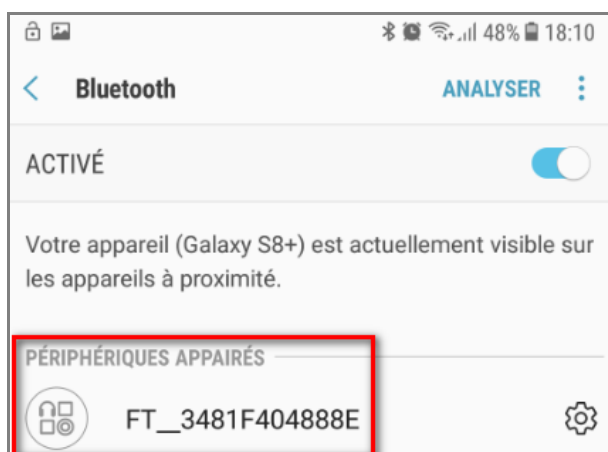 48% 18:10
Bluetooth ANALYSER
ACTIVÉ
Votre appareil (Galaxy S8+) est actuellement visible sur
les appareils à proximité.
PÉRIPHÉRIQUES APPAIRÉS
FT__3481F404888E